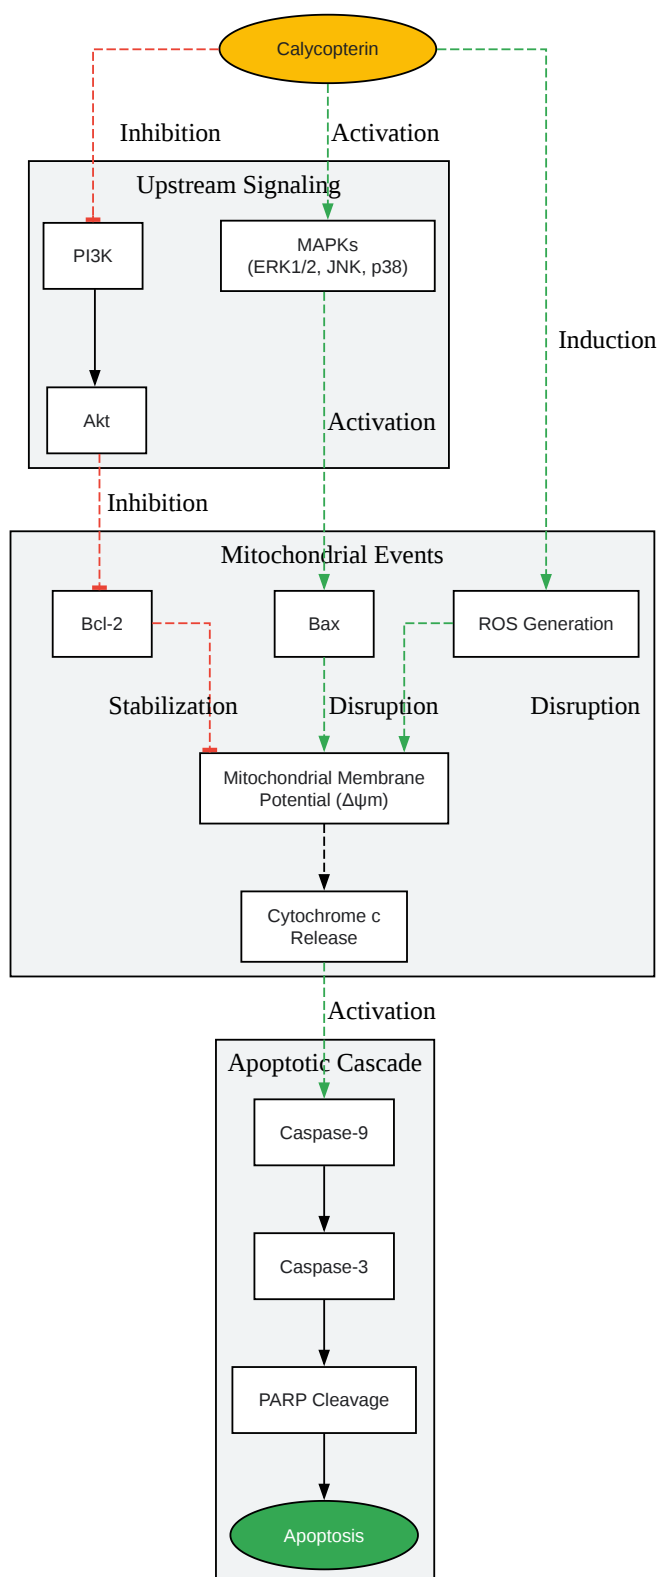 Calycopterin
Inhibition
Activation
Upstream Signaling
PI3K
MAPKs
(ERK1/2, JNK, p38)
Induction
Akt
Activation
Inhibition
Mitochondrial Events
Bcl-2
Bax
ROS Generation
Stabilization
Disruption
Disruption
Mitochondrial Membrane
Potential (Δψm)
Cytochrome c
Release
Activation
Apoptotic Cascade
Caspase-9
Caspase-3
PARP Cleavage
Apoptosis